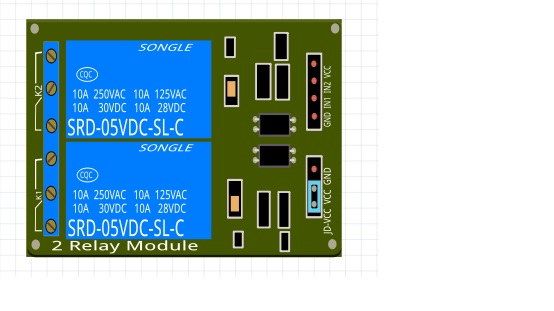 SONGLE
CQC
10A 250VAC 10A 125VAC
10A 30VDC 10A 28VDC
SRD-05VDC-SL-C
SONGLE
CQC
10A 250VAC 10A 125VAC
10A 30VDC 10A 28VDC
SRD-05VDC-SL-C
2 Relay Module
K2
K1
GND IN1 IN2 VCC
JD-VCC VCC GND